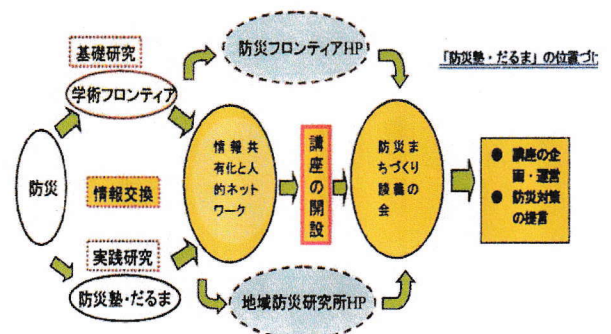 防災フロンティアHP
「防災塾・だるま」の位置づけ
基礎研究
学術フロンティア
防災
情報交換
情報共
有化と人
的ネット
ワーク
講座の開設
防災ま
ちづくり
談義の
会
● 講座の企
画・運営
● 防災対策
の提言
実践研究
防災塾・だるま
地域防災研究所HP